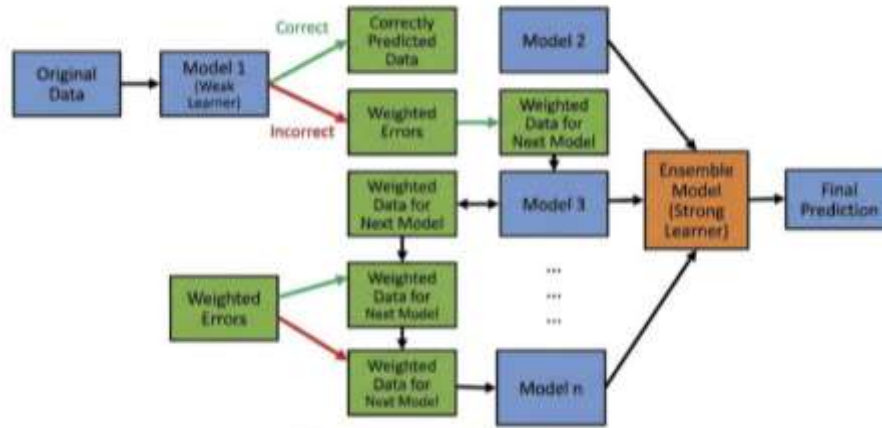 Original
Data
Model 1
(Weak
Learner)
Correct
Incorrect
Correctly
Predicted
Data
Weighted
Errors
Model 2
Weighted
Data for
Next Model
Weighted
Data for
Next Model
Model 3
Ensemble
Model
(Strong
Learner)
Final
Prediction
Weighted
Errors
Weighted
Data for
Next Model
...
...
...
Weighted
Data for
Next Model
Model n